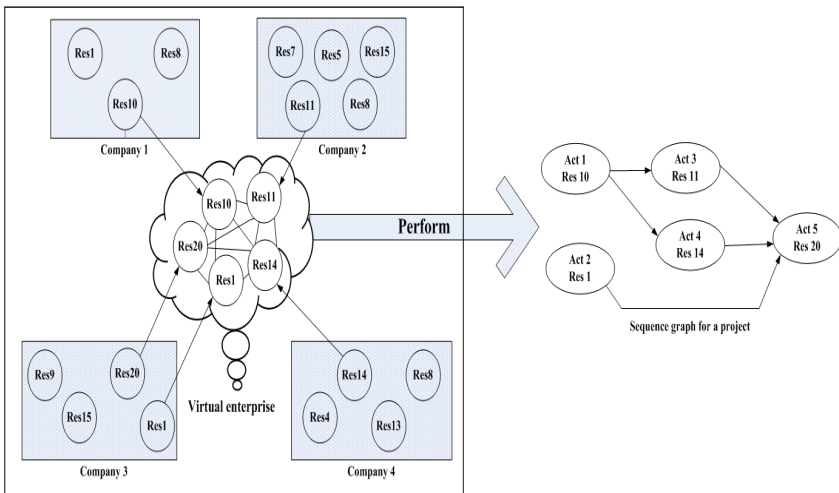 Res1
Res8
Res10
Company 1
Res7
Res5
Res15
Res11
Res8
Company 2
Res10
Res11
Res20
Res14
Res1
Virtual enterprise
Res9
Res20
Res15
Res1
Company 3
Res14
Res8
Res4
Res13
Company 4
Perform
Act 1
Res 10
Act 3
Res 11
Act 4
Res 14
Act 5
Res 20
Act 2
Res 1
Sequence graph for a project